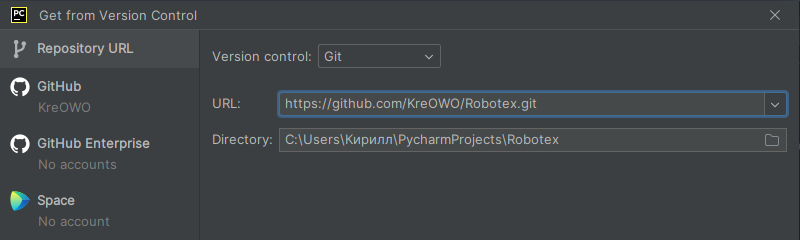 PC Get from Version Control
Repository URL
GitHub
KreOWO
GitHub Enterprise
No accounts
Space
No account
Version control: Git
URL: https://github.com/KreOWO/Robotex.git
Directory: C:\Users\Кирилл\PycharmProjects\Robotex